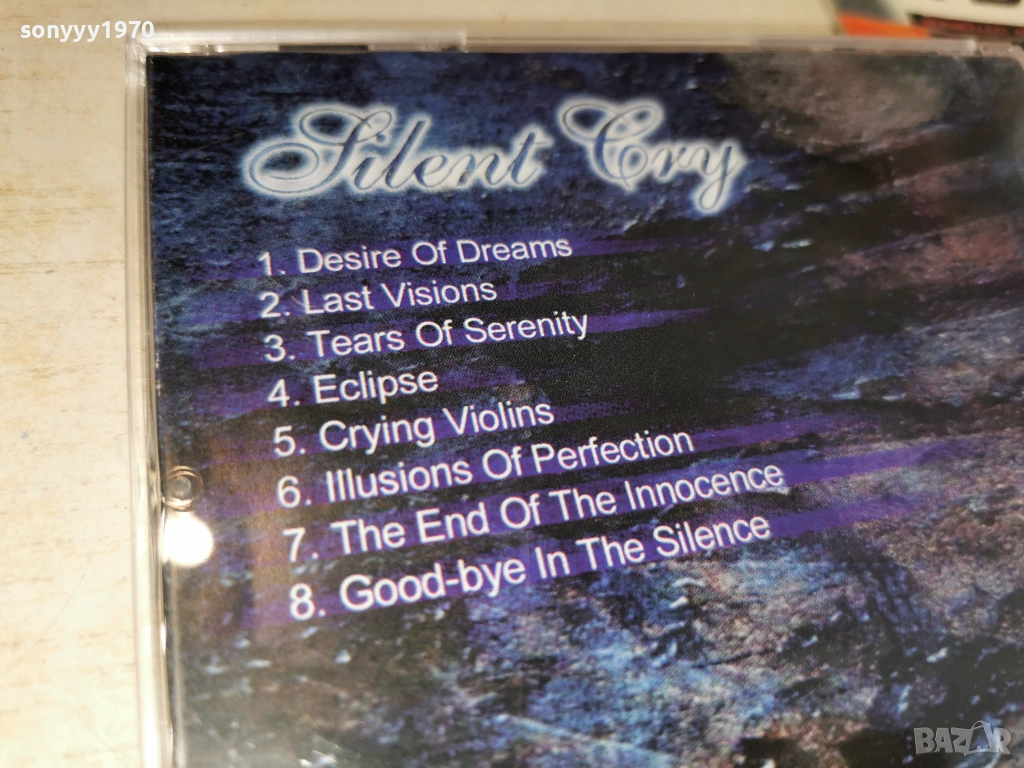 sonyyy1970
Silent Cry
1. Desire Of Dreams
2. Last Visions
3. Tears Of Serenity
4. Eclipse
5. Crying Violins
6. Illusions Of Perfection
7. The End Of The Innocence
8. Good-bye In The Silence
BAZAR